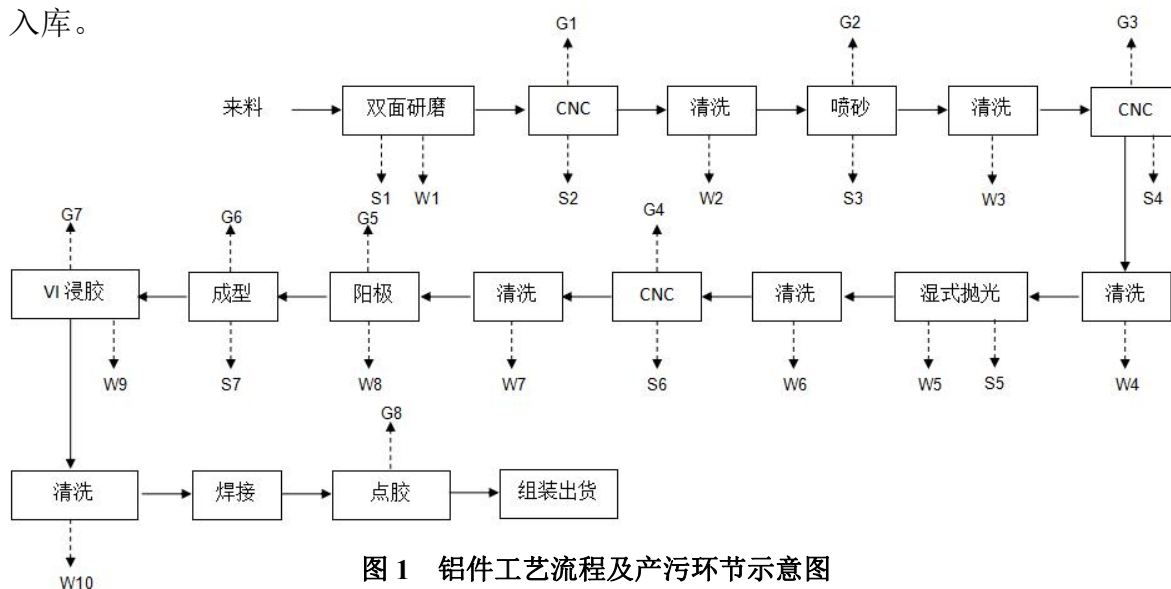 入库。
G1 G2 G3
来料 双面研磨 CNC 清洗 喷砂 清洗 CNC
S1 W1 S2 W2 S3 W3 S4
G7 G6 G5 G4
VI 浸胶 成型 阳极 清洗 CNC 清洗 湿式抛光 清洗
W9 S7 W8 W7 S6 W6 W5 S5 W4
G8
清洗 焊接 点胶 组装出货
W10
图 1 铝件工艺流程及产污环节示意图